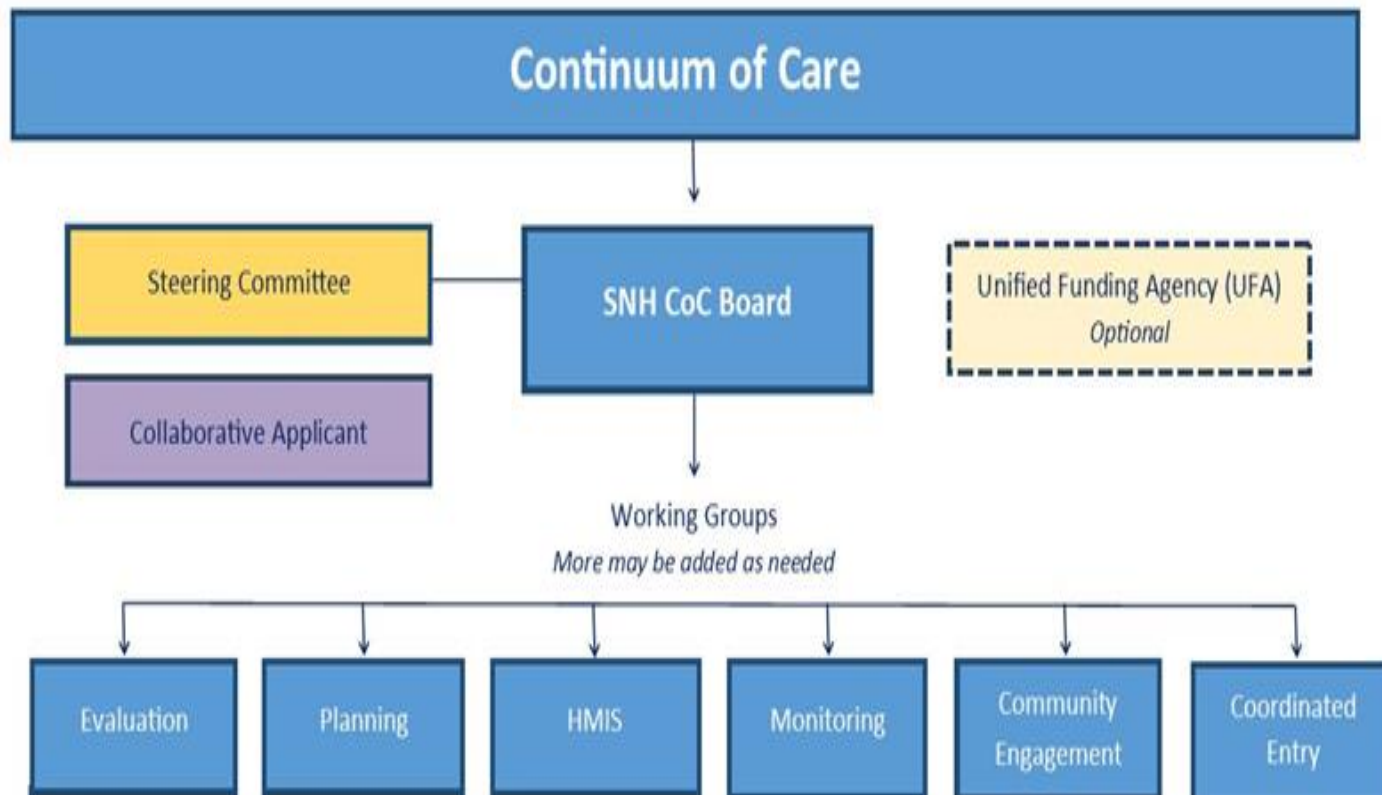 Continuum of Care
Steering Committee
SNH CoC Board
Unified Funding Agency (UFA)
Optional
Collaborative Applicant
Working Groups
More may be added as needed
Evaluation
Planning
HMIS
Monitoring
Community
Engagement
Coordinated
Entry